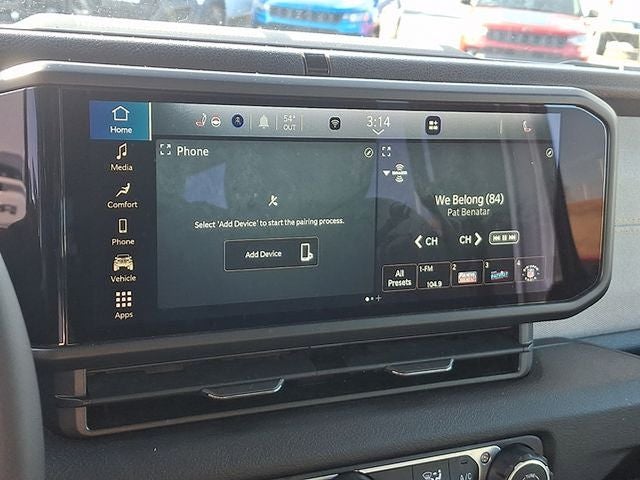 Home
54°
OUT
3:14
Media
Comfort
Phone
Vehicle
Apps
Phone
Select 'Add Device' to start the pairing process.
Add Device
We Belong (84)
Pat Benatar
CH CH
All
Presets
1-FM
104.9
2
3
4
A/C